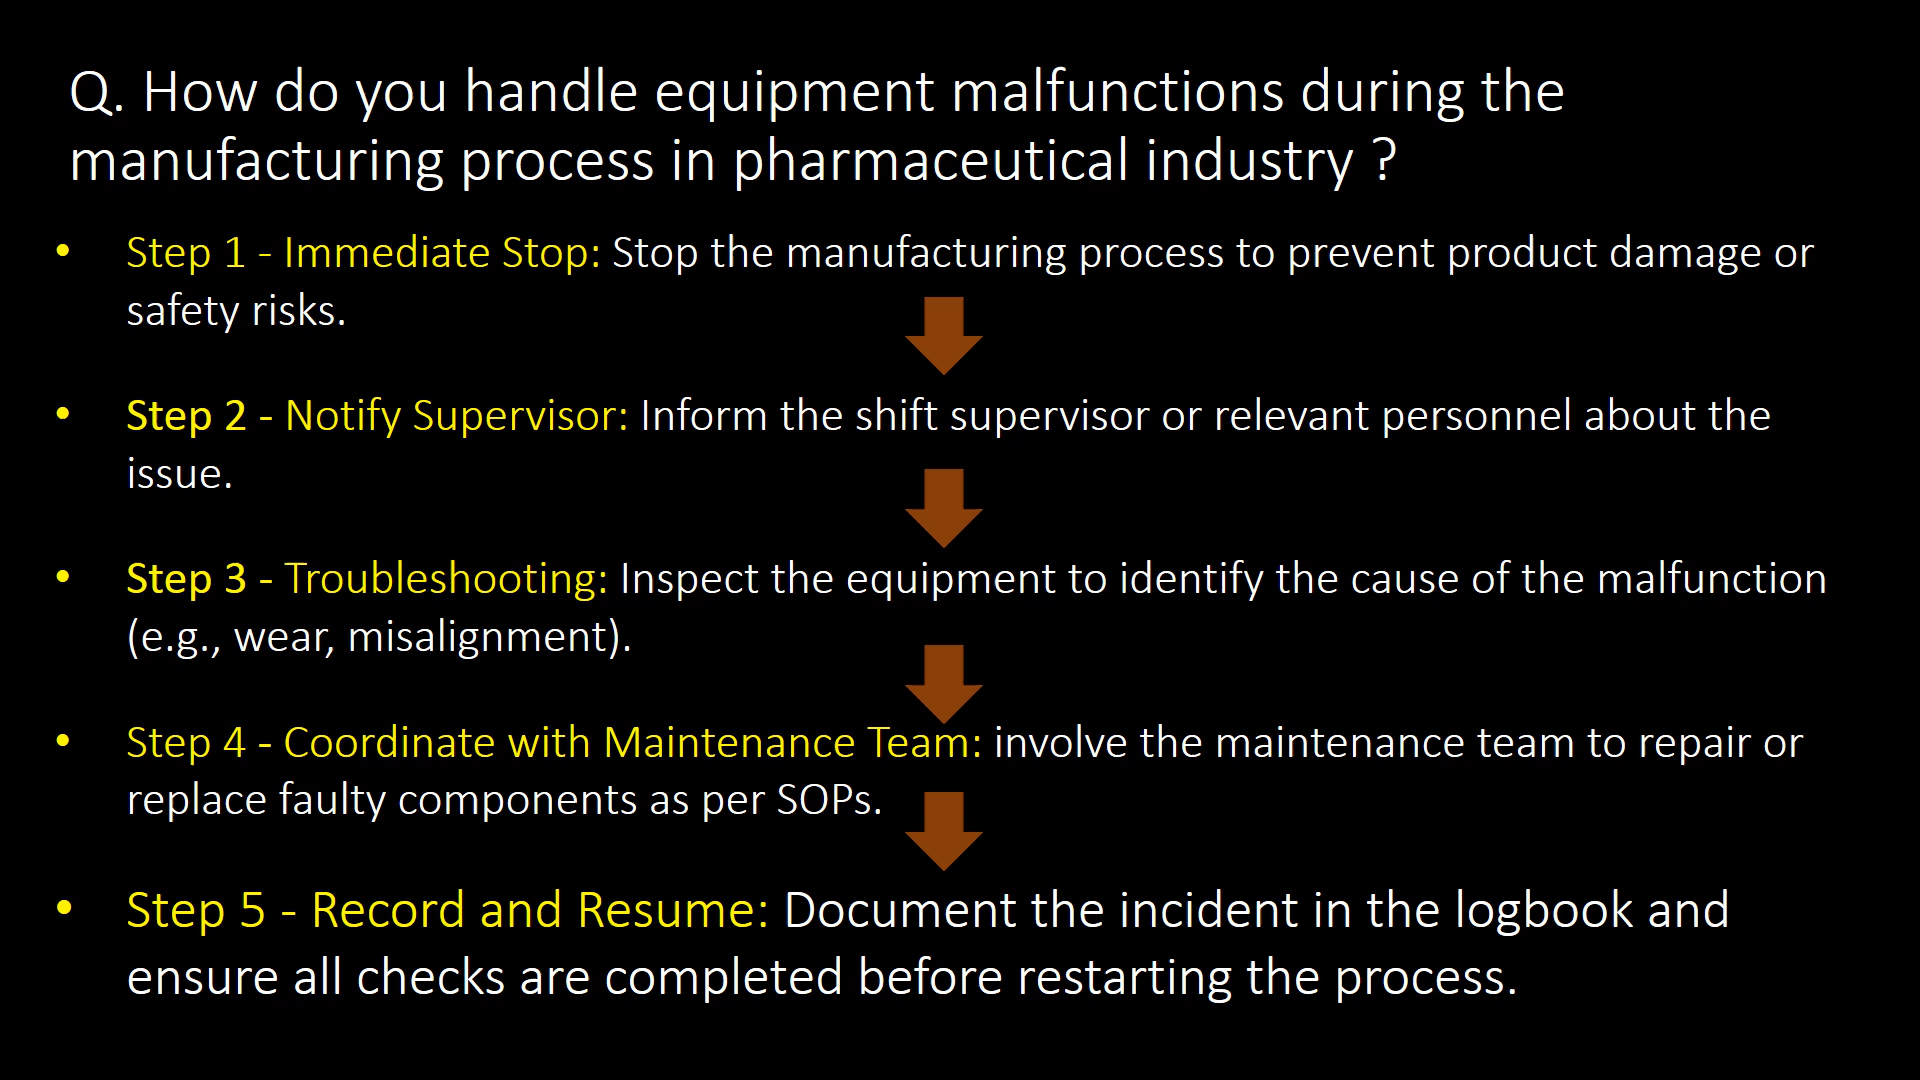 Q. How do you handle equipment malfunctions during the
manufacturing process in pharmaceutical industry ?
• Step 1 - Immediate Stop: Stop the manufacturing process to prevent product damage or
safety risks.
• Step 2 - Notify Supervisor: Inform the shift supervisor or relevant personnel about the
issue.
• Step 3 - Troubleshooting: Inspect the equipment to identify the cause of the malfunction
(e.g., wear, misalignment).
• Step 4 - Coordinate with Maintenance Team: involve the maintenance team to repair or
replace faulty components as per SOPs.
• Step 5 - Record and Resume: Document the incident in the logbook and
ensure all checks are completed before restarting the process.